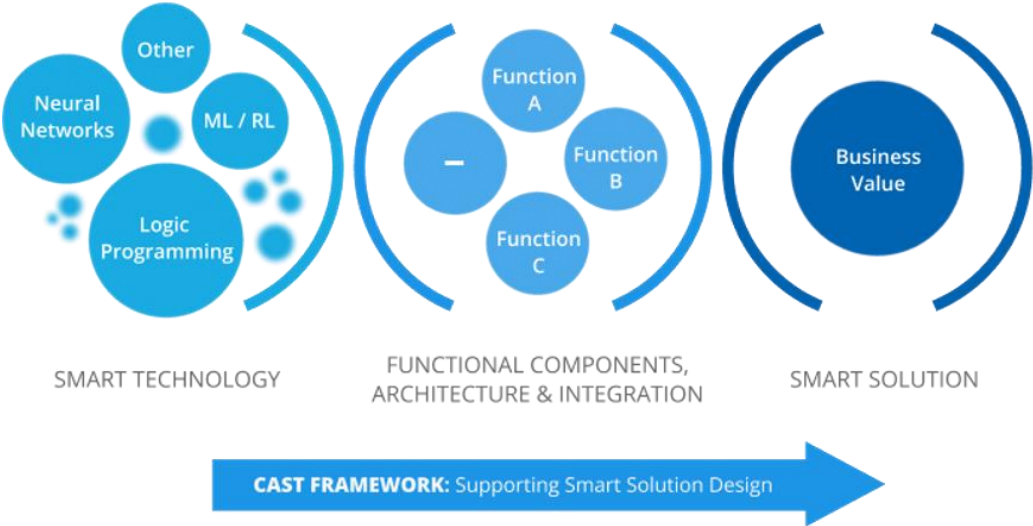 Other
Neural
Networks
ML / RL
Logic
Programming
Function
A
–
Function
B
Function
C
Business
Value
SMART TECHNOLOGY
FUNCTIONAL COMPONENTS,
ARCHITECTURE & INTEGRATION
SMART SOLUTION
CAST FRAMEWORK: Supporting Smart Solution Design